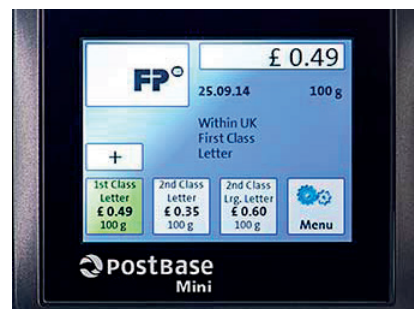 FP
£ 0.49
25.09.14 100 g
Within UK
First Class
Letter
+
1st Class
Letter
£ 0.49
100 g
2nd Class
Letter
£ 0.35
100 g
2nd Class
Lrg. Letter
£ 0.60
100 g
Menu
POSTBASE
Mini